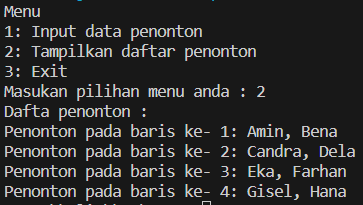 Menu
1: Input data penonton
2: Tampilkan daftar penonton
3: Exit
Masukan pilihan menu anda : 2
Dafta penonton :
Penonton pada baris ke- 1: Amin, Bena
Penonton pada baris ke- 2: Candra, Dela
Penonton pada baris ke- 3: Eka, Farhan
Penonton pada baris ke- 4: Gisel, Hana